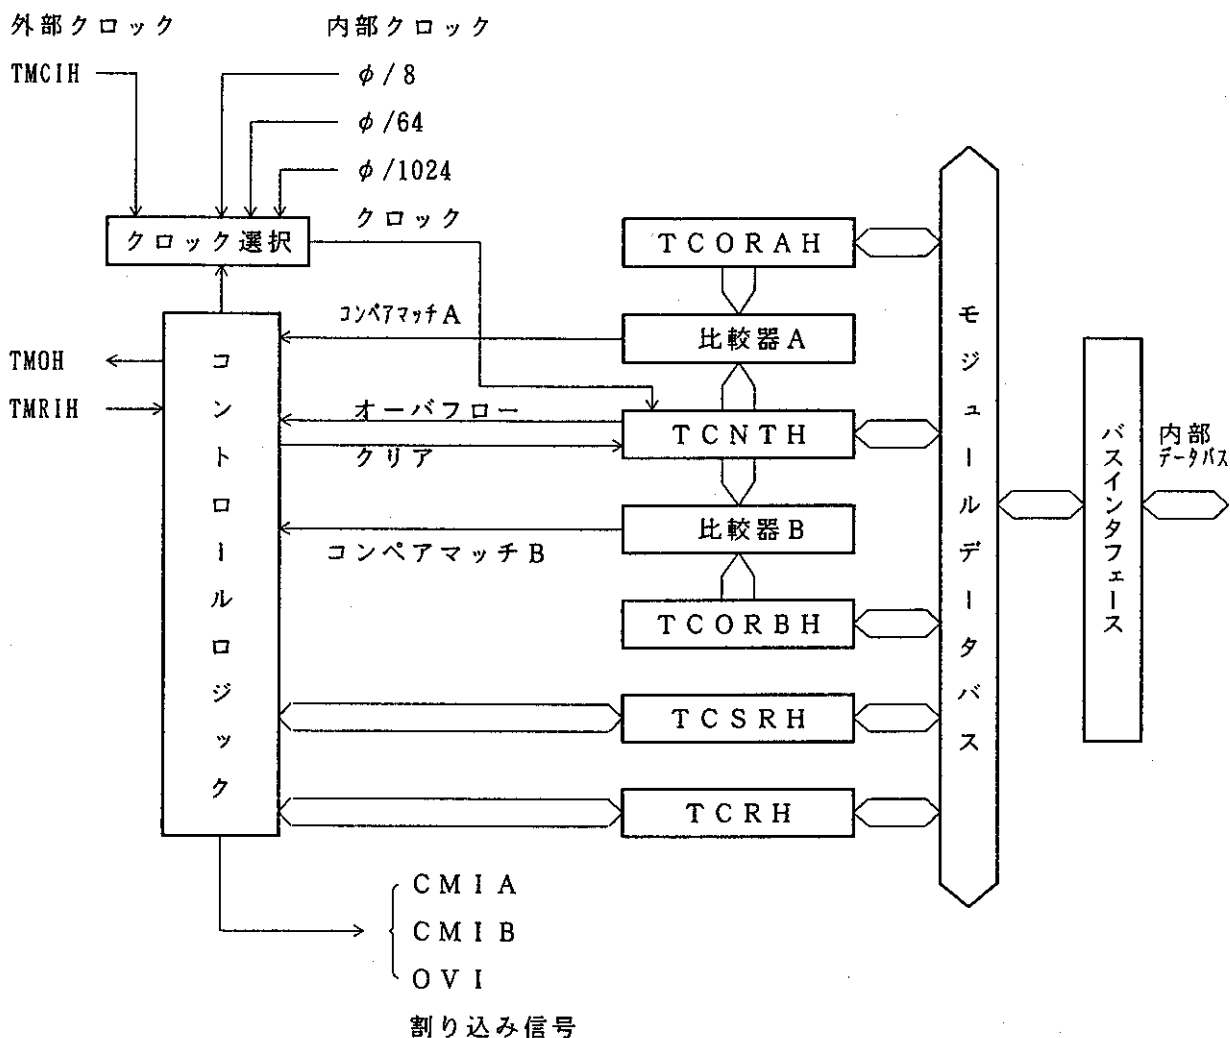 外部クロック
内部クロック
TMCIH
φ/8
φ/64
φ/1024
クロック
クロック選択
TCORAH
コンペアマッチA
比較器A
TMOH
TMRIH
オーバフロー
TCNTH
クリア
比較器B
コンペアマッチB
TCORBH
TCSRH
TCRH
コントロールロジック
モジュールデータバス
バスインタフェース
内部
データバス
CMIA
CMIB
OVI
割り込み信号